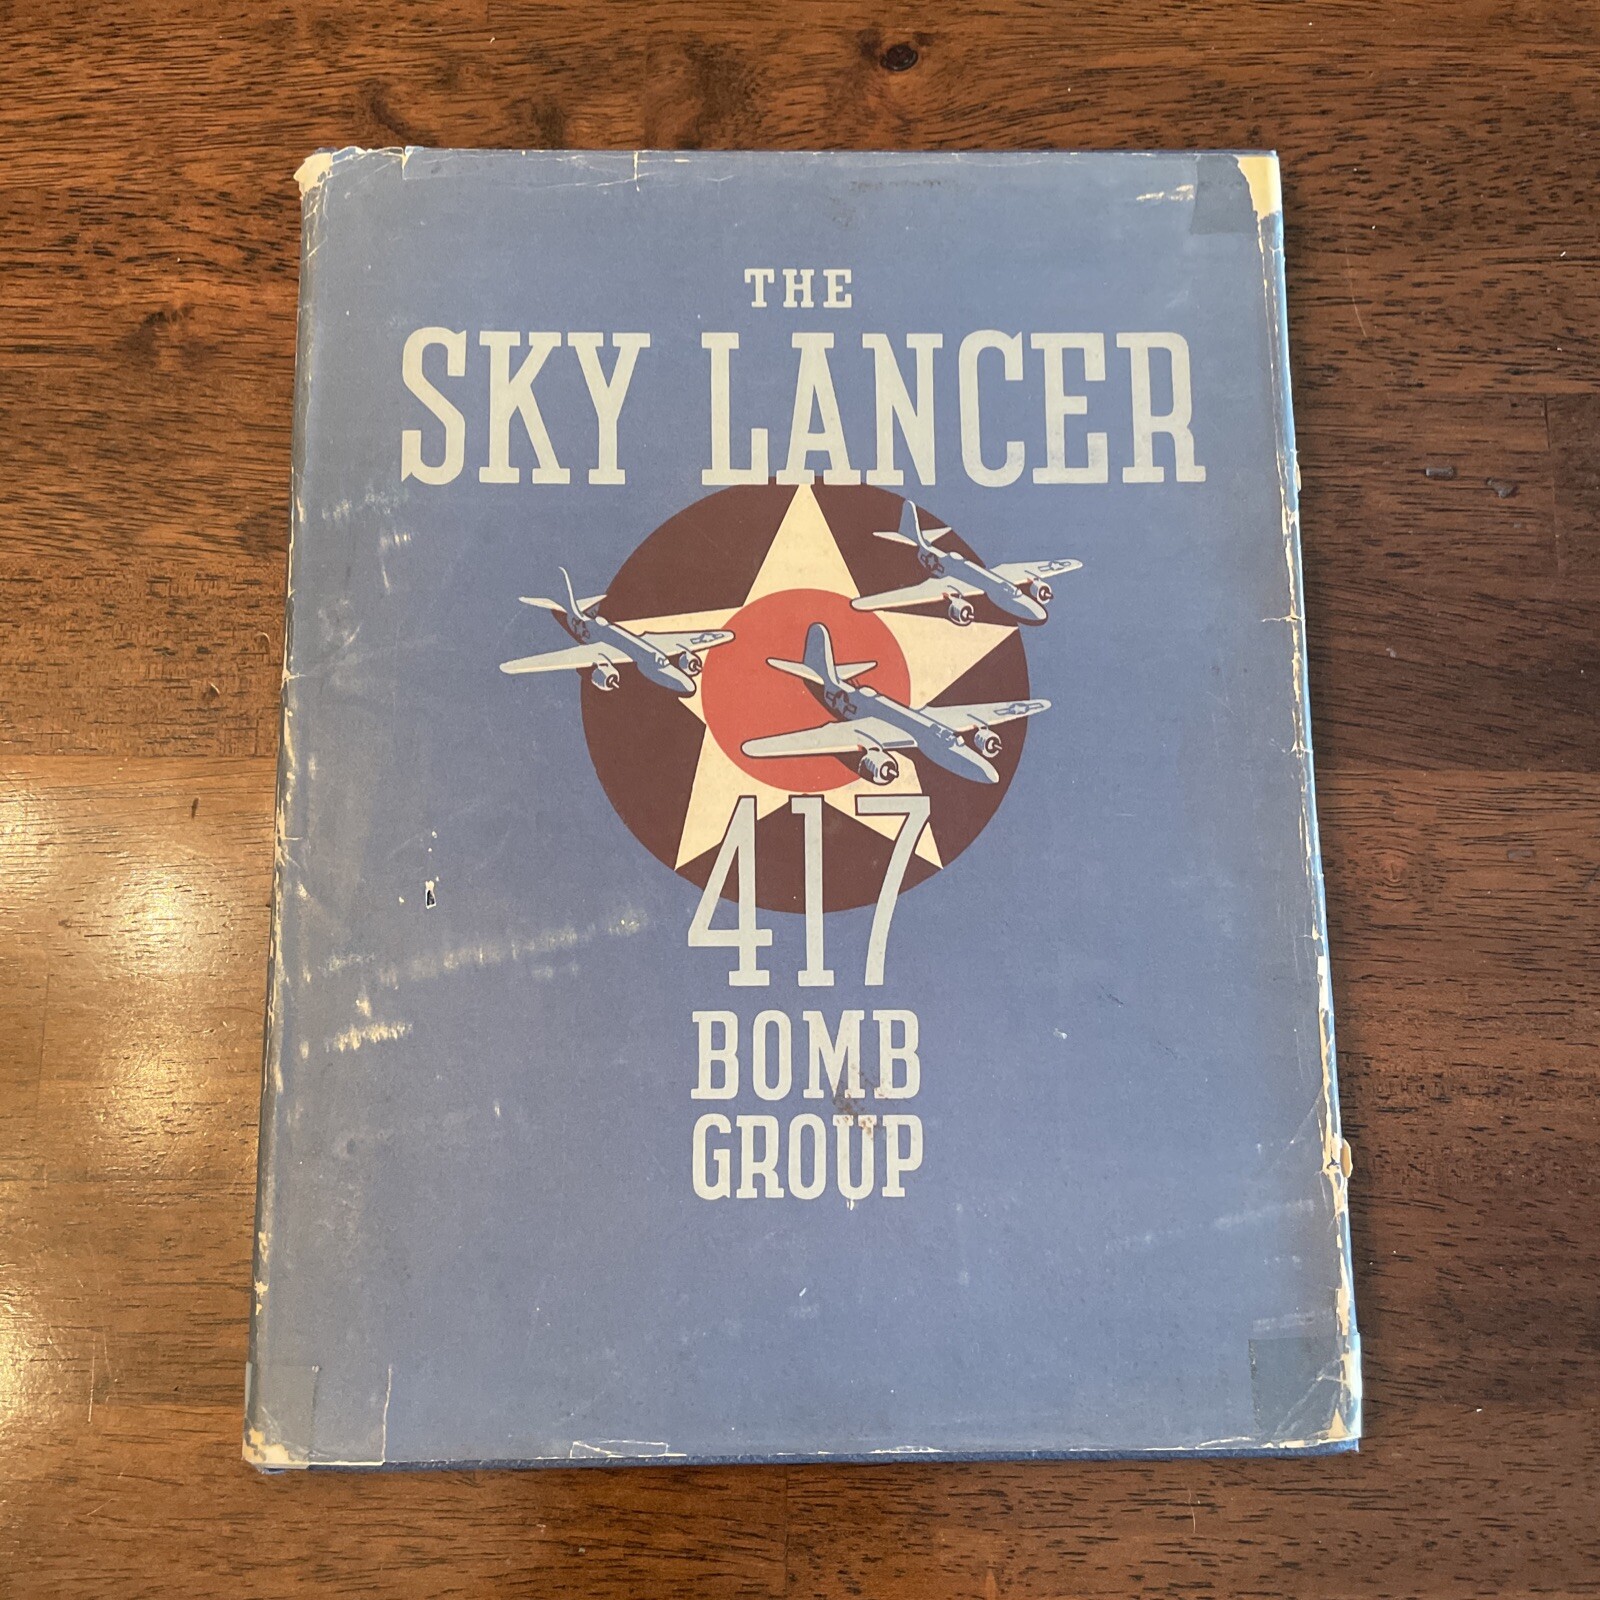 THE
SKY LANCER
417
BOMB
GROUP